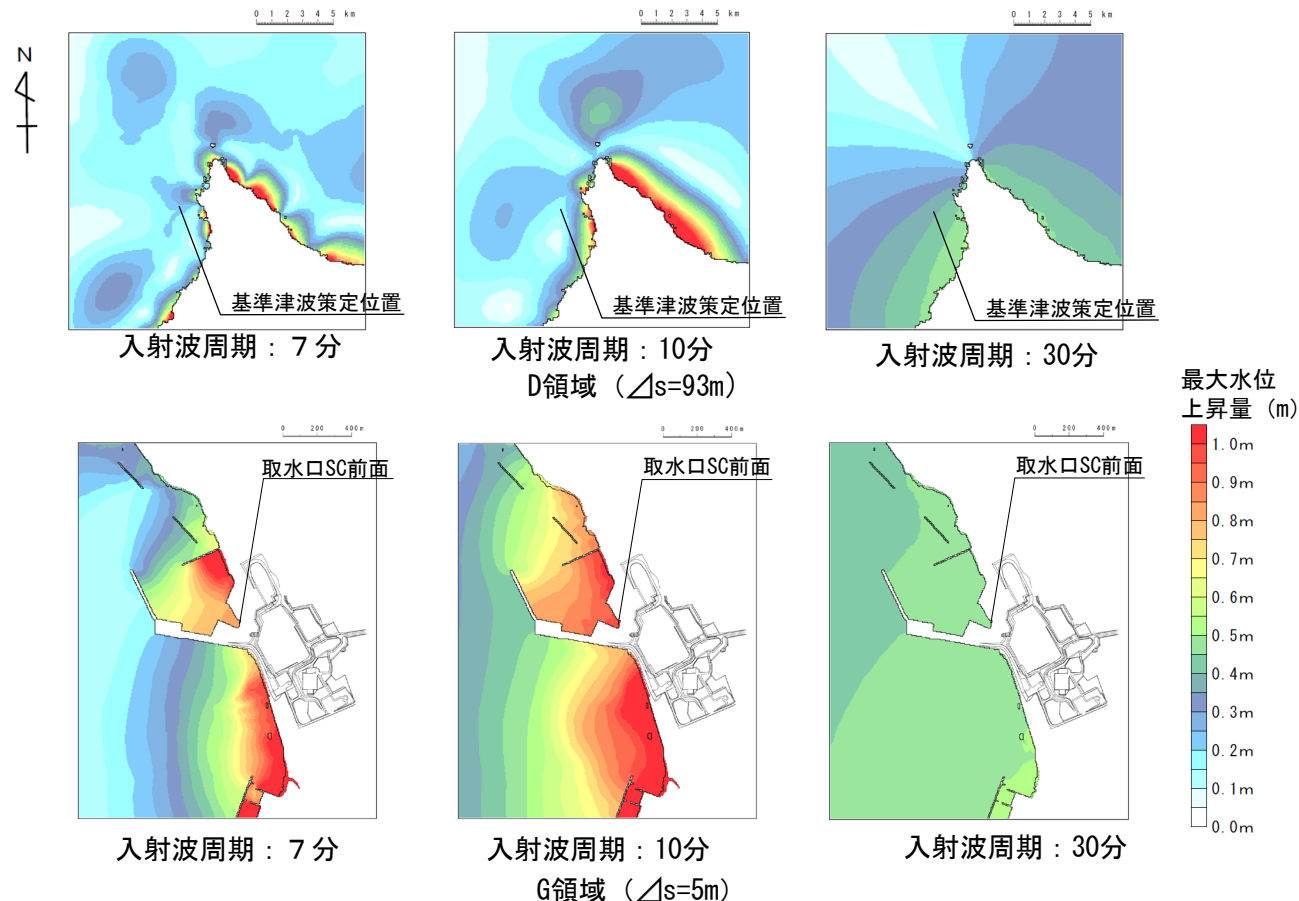 0 1 2 3 4 5 km
0 1 2 3 4 5 km
0 1 2 3 4 5 km
N
基準津波策定位置
基準津波策定位置
基準津波策定位置
入射波周期：７分
入射波周期：10分
入射波周期：30分
D領域（⊿s=93m）
0 200 400m
0 200 400m
0 200 400m
取水口SC前面
取水口SC前面
取水口SC前面
最大水位
上昇量（m）
1.0m
0.9m
0.8m
0.7m
0.6m
0.5m
0.4m
0.3m
0.2m
0.1m
0.0m
入射波周期：７分
入射波周期：10分
入射波周期：30分
G領域（⊿s=5m）